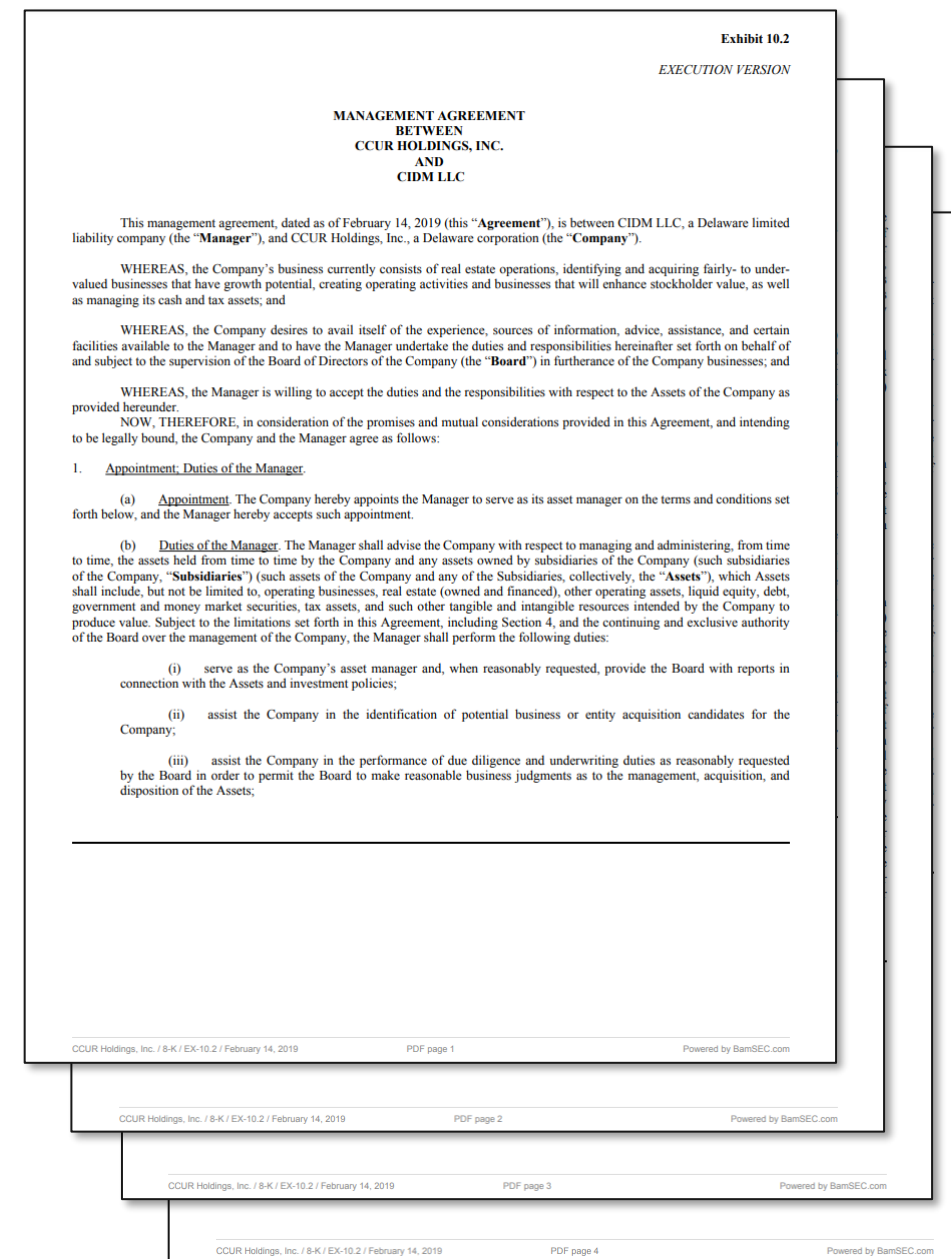 Exhibit 10.2
EXECUTION VERSION
MANAGEMENT AGREEMENT
BETWEEN
CCUR HOLDINGS, INC.
AND
CIDM LLC
This management agreement, dated as of February 14, 2019 (this “Agreement”), is between CIDM LLC, a Delaware limited
liability company (the “Manager”), and CCUR Holdings, Inc., a Delaware corporation (the “Company”).
WHEREAS, the Company’s business currently consists of real estate operations, identifying and acquiring fairly- to under-
valued businesses that have growth potential, creating operating activities and businesses that will enhance stockholder value, as well
as managing its cash and tax assets; and
WHEREAS, the Company desires to avail itself of the experience, sources of information, advice, assistance, and certain
facilities available to the Manager and to have the Manager undertake the duties and responsibilities hereinafter set forth on behalf of
and subject to the supervision of the Board of Directors of the Company (the “Board”) in furtherance of the Company businesses; and
WHEREAS, the Manager is willing to accept the duties and the responsibilities with respect to the Assets of the Company as
provided hereunder.
NOW, THEREFORE, in consideration of the promises and mutual considerations provided in this Agreement, and intending
to be legally bound, the Company and the Manager agree as follows:
1. Appointment; Duties of the Manager.
(a) Appointment. The Company hereby appoints the Manager to serve as its asset manager on the terms and conditions set
forth below, and the Manager hereby accepts such appointment.
(b) Duties of the Manager. The Manager shall advise the Company with respect to managing and administering, from time
to time, the assets held from time to time by the Company and any assets owned by subsidiaries of the Company (such subsidiaries
of the Company, “Subsidiaries”) (such assets of the Company and any of the Subsidiaries, collectively, the “Assets”), which Assets
shall include, but not be limited to, operating businesses, real estate (owned and financed), other operating assets, liquid equity, debt,
government and money market securities, tax assets, and such other tangible and intangible resources intended by the Company to
produce value. Subject to the limitations set forth in this Agreement, including Section 4, and the continuing and exclusive authority
of the Board over the management of the Company, the Manager shall perform the following duties:
(i) serve as the Company’s asset manager and, when reasonably requested, provide the Board with reports in
connection with the Assets and investment policies;
(ii) assist the Company in the identification of potential business or entity acquisition candidates for the
Company;
(iii) assist the Company in the performance of due diligence and underwriting duties as reasonably requested
by the Board in order to permit the Board to make reasonable business judgments as to the management, acquisition, and
disposition of the Assets;
CCUR Holdings, Inc. / 8-K / EX-10.2 / February 14, 2019 PDF page 1 Powered by BamSEC.com
CCUR Holdings, Inc. / 8-K / EX-10.2 / February 14, 2019 PDF page 2 Powered by BamSEC.com
CCUR Holdings, Inc. / 8-K / EX-10.2 / February 14, 2019 PDF page 3 Powered by BamSEC.com
CCUR Holdings, Inc. / 8-K / EX-10.2 / February 14, 2019 PDF page 4 Powered by BamSEC.com